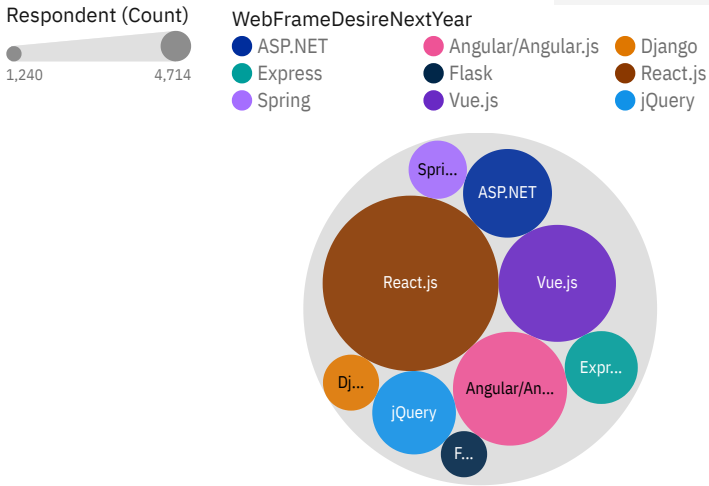 Respondent (Count)
1,240 4,714
WebFrameDesireNextYear
ASP.NET Angular/Angular.js Django
Express Flask React.js
Spring Vue.js jQuery
Spri...
ASP.NET
React.js
Vue.js
Expr...
Dj...
Angular/An...
jQuery
F...